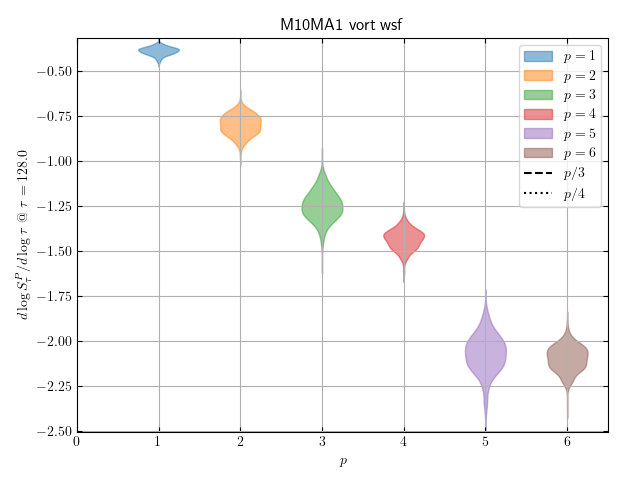 M10MA1 vort wsf
d log S_τ^P / d log τ @ τ = 128.0
−0.50
−0.75
−1.00
−1.25
−1.50
−1.75
−2.00
−2.25
−2.50
0 1 2 3 4 5 6
p
p = 1
p = 2
p = 3
p = 4
p = 5
p = 6
p/3
p/4